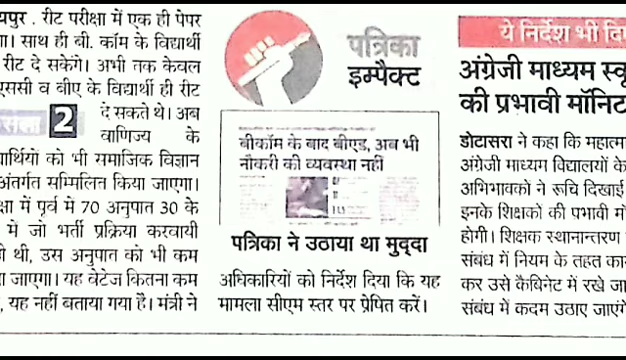 यपुर . रीट परीक्षा में एक ही पेपर
गा। साथ ही बी. कॉम के विद्यार्थी
रीट दे सकेंगे। अभी तक केवल
एससी व बीए के विद्यार्थी ही रीट
2 दे सकते थे। अब
वाणिज्य के
ार्थियों को भी समाजिक विज्ञान
अंतर्गत सम्मिलित किया जाएगा।
क्षा में पूर्व में 70 अनुपात 30 के
में जो भर्ती प्रक्रिया करवायी
ी थी, उस अनुपात को भी कम
ा जाएगा। यह वेटेज कितना कम
, यह नहीं बताया गया है। मंत्री ने
पत्रिका
इम्पैक्ट
बीकॉम के बाद बीएड, अब भी
नौकरी की व्यवस्था नहीं
पत्रिका ने उठाया था मुद्दा
अधिकारियों को निर्देश दिया कि यह
मामला सीएम स्तर पर प्रेषित करें।
ये निर्देश भी दि
अंग्रेजी माध्यम स्कू
की प्रभावी मॉनिट
डोटासरा ने कहा कि महात्म
अंग्रेजी माध्यम विद्यालयों के
अभिभावकों ने रूचि दिखाई
इनके शिक्षकों की प्रभावी मॉ
होगी। शिक्षक स्थानान्तरण
संबंध में नियम के तहत का
कर उसे कैबिनेट में रखे जा
संबंध में कदम उठाए जाएंगे